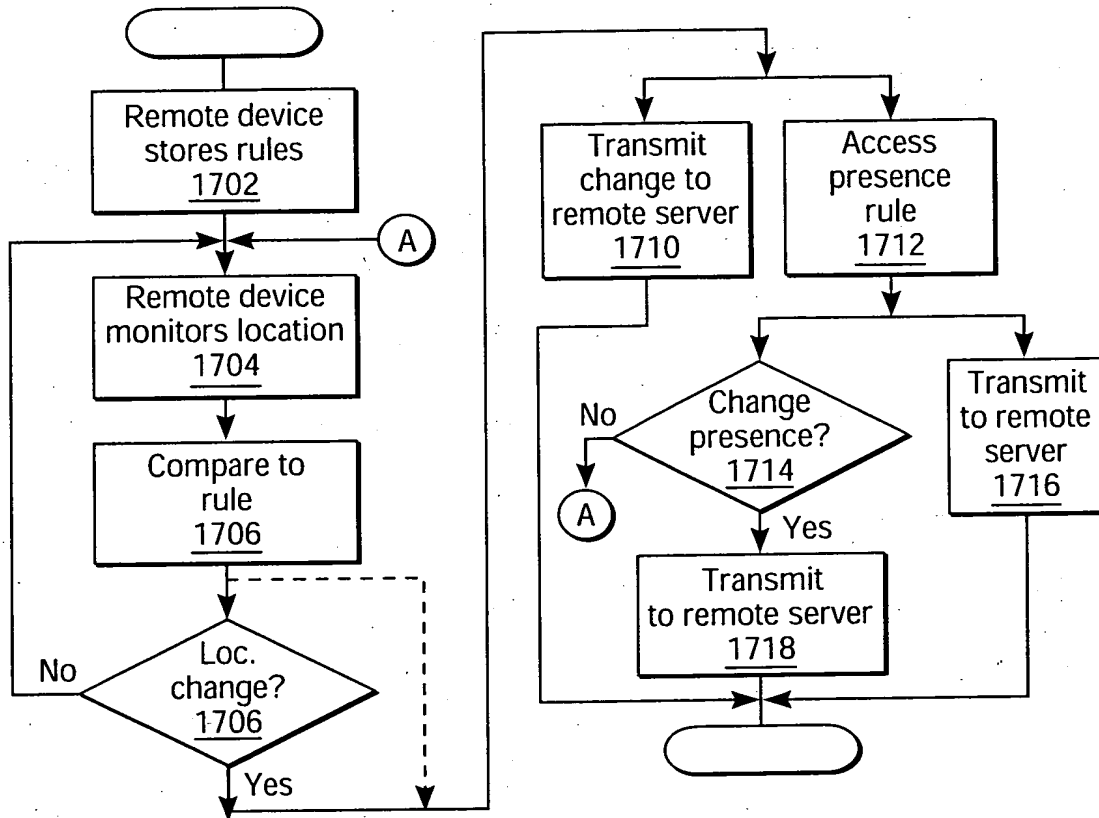 Remote device
stores rules
1702
A
Remote device
monitors location
1704
Compare to
rule
1706
No
Loc.
change?
1706
Yes
Transmit
change to
remote server
1710
Access
presence
rule
1712
No
Change
presence?
1714
A
Yes
Transmit
to remote
server
1716
Transmit
to remote server
1718